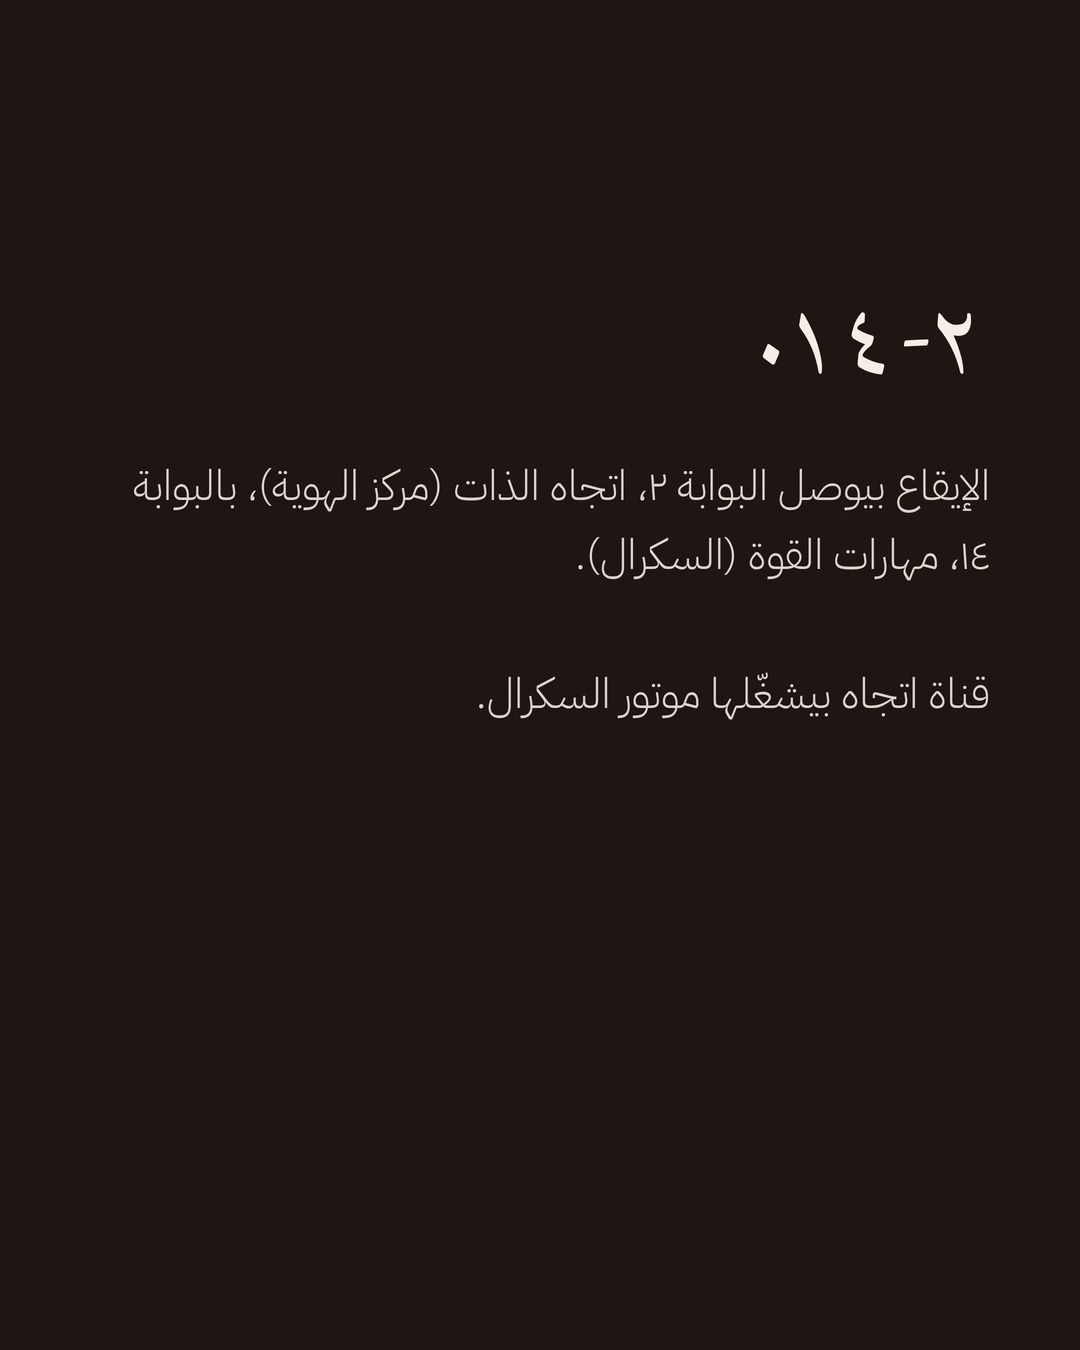 ٢-١٤.
الإيقاع بيوصل البوابة ٢، اتجاه الذات (مركز الهوية)، بالبوابة
١٤، مهارات القوة (السكرال).
قناة اتجاه بيشغّلها موتور السكرال.